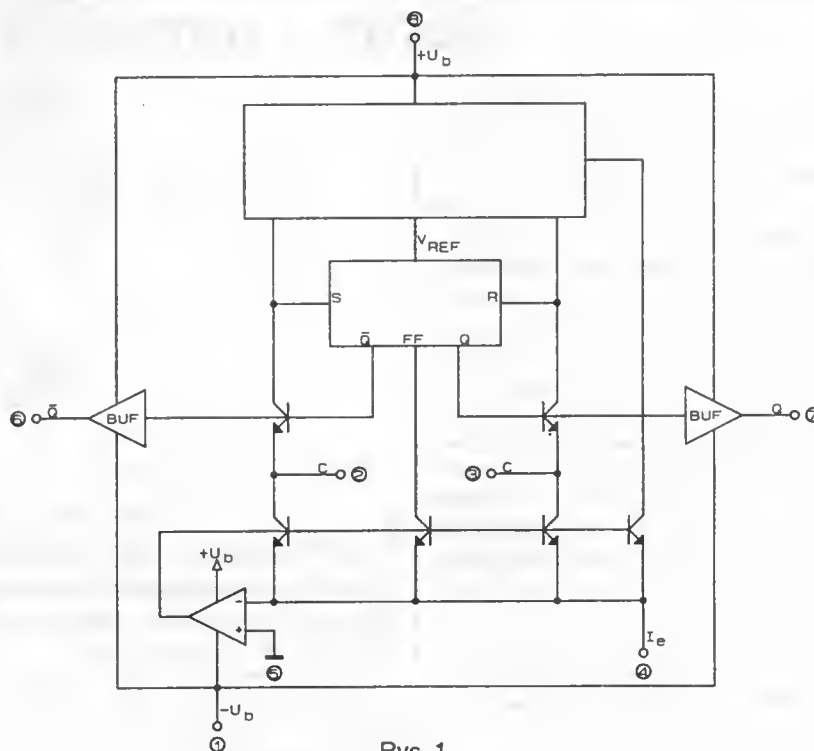 ⑧
+U_b
V_REF
S R
Q̅ FF Q
⑥ Q̅ BUF
BUF Q ⑦
C ②
③ C
+U_b
-
+
⑤
I_e
④
-U_b
①
Rys. 1